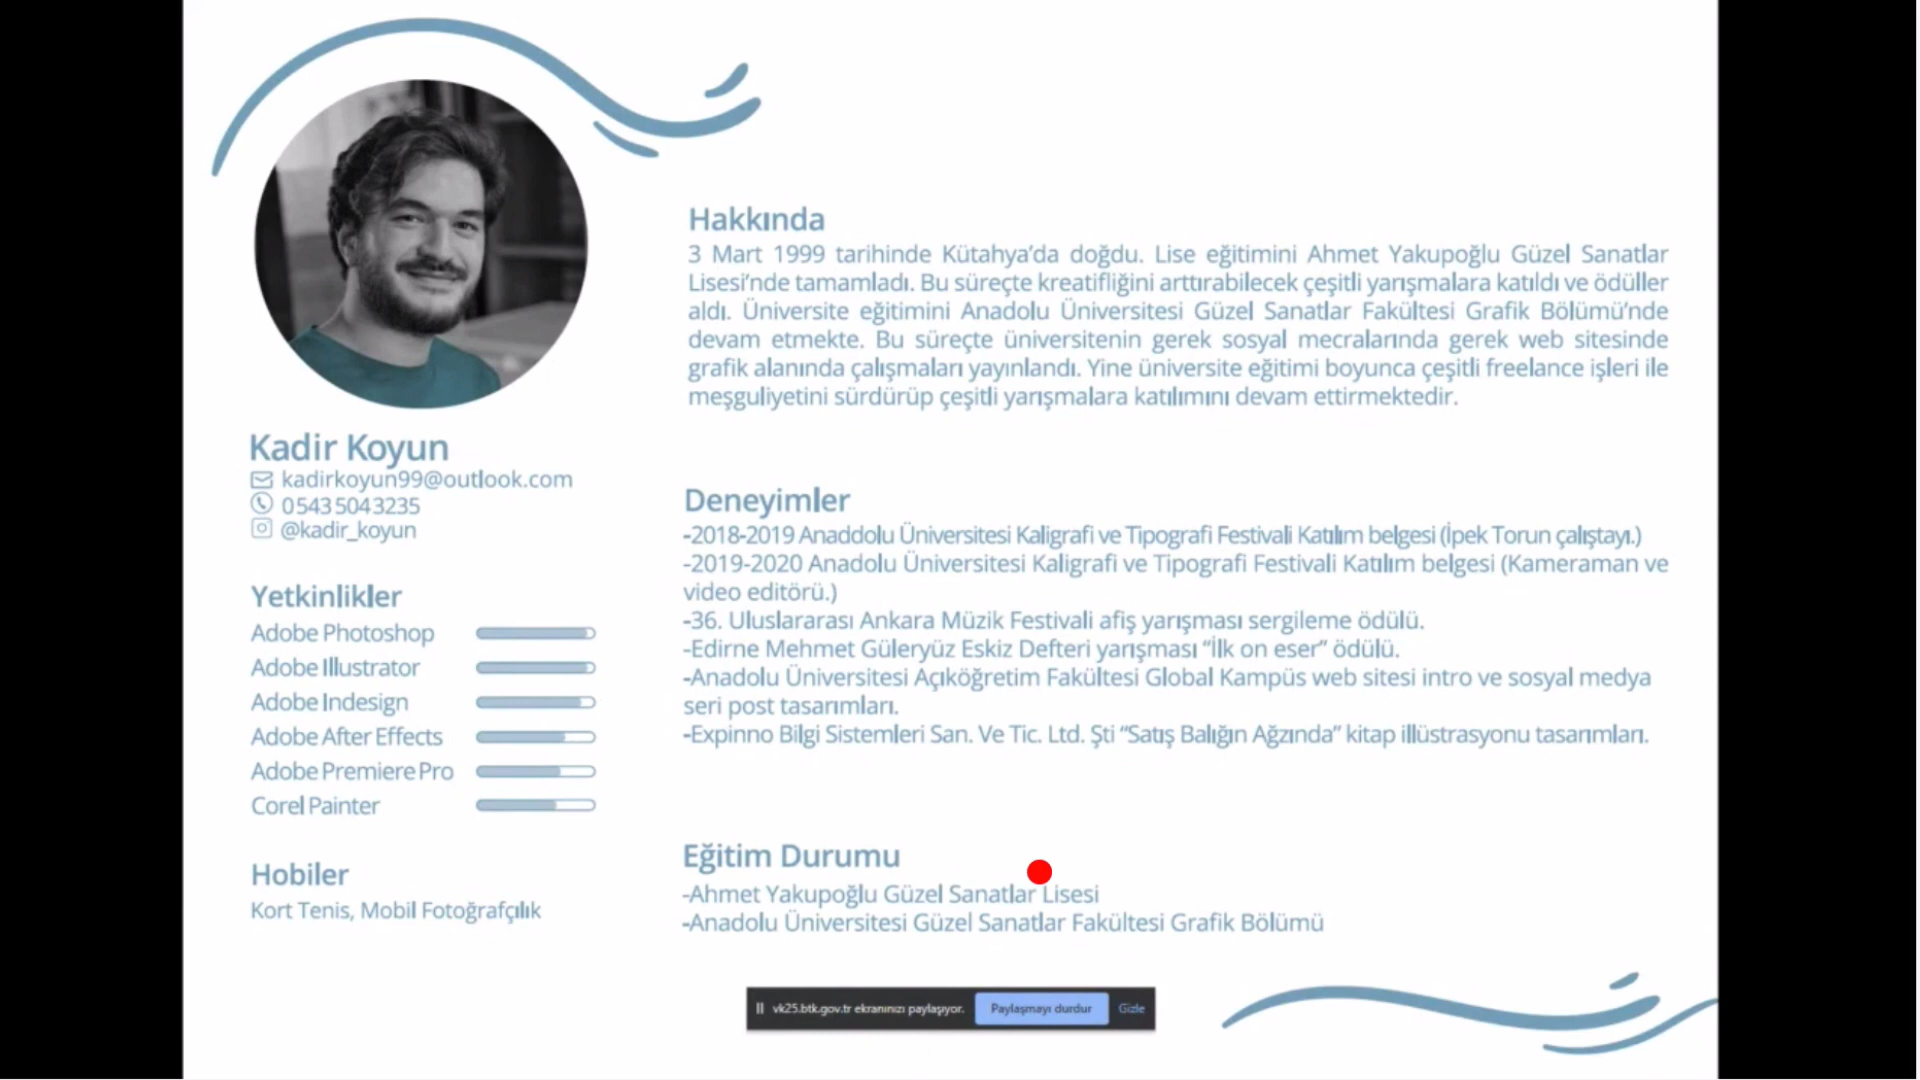 Hakkında
3 Mart 1999 tarihinde Kütahya’da doğdu. Lise eğitimini Ahmet Yakupoğlu Güzel Sanatlar
Lisesi’nde tamamladı. Bu süreçte kreatifliğini arttırabilecek çeşitli yarışmalara katıldı ve ödüller
aldı. Üniversite eğitimini Anadolu Üniversitesi Güzel Sanatlar Fakültesi Grafik Bölümü’nde
devam etmekte. Bu süreçte üniversitenin gerek sosyal mecralarında gerek web sitesinde
grafik alanında çalışmaları yayınlandı. Yine üniversite eğitimi boyunca çeşitli freelance işleri ile
meşguliyetini sürdürüp çeşitli yarışmalara katılımını devam ettirmektedir.
Kadir Koyun
kadirkoyun99@outlook.com
0543 504 3235
@kadir_koyun
Yetkinlikler
Adobe Photoshop
Adobe Illustrator
Adobe Indesign
Adobe After Effects
Adobe Premiere Pro
Corel Painter
Hobiler
Kort Tenis, Mobil Fotoğrafçılık
Deneyimler
-2018-2019 Anaddolu Üniversitesi Kaligrafi ve Tipografi Festivali Katılım belgesi (İpek Torun çalıştayı.)
-2019-2020 Anadolu Üniversitesi Kaligrafi ve Tipografi Festivali Katılım belgesi (Kameraman ve
video editörü.)
-36. Uluslararası Ankara Müzik Festivali afiş yarışması sergileme ödülü.
-Edirne Mehmet Güleryüz Eskiz Defteri yarışması “İlk on eser” ödülü.
-Anadolu Üniversitesi Açıköğretim Fakültesi Global Kampüs web sitesi intro ve sosyal medya
seri post tasarımları.
-Expinno Bilgi Sistemleri San. Ve Tic. Ltd. Şti “Satış Balığın Ağzında” kitap illüstrasyonu tasarımları.
Eğitim Durumu
-Ahmet Yakupoğlu Güzel Sanatlar Lisesi
-Anadolu Üniversitesi Güzel Sanatlar Fakültesi Grafik Bölümü
vk25.btk.gov.tr ekranınızı paylaşıyor. Paylaşmayı durdur Gizle